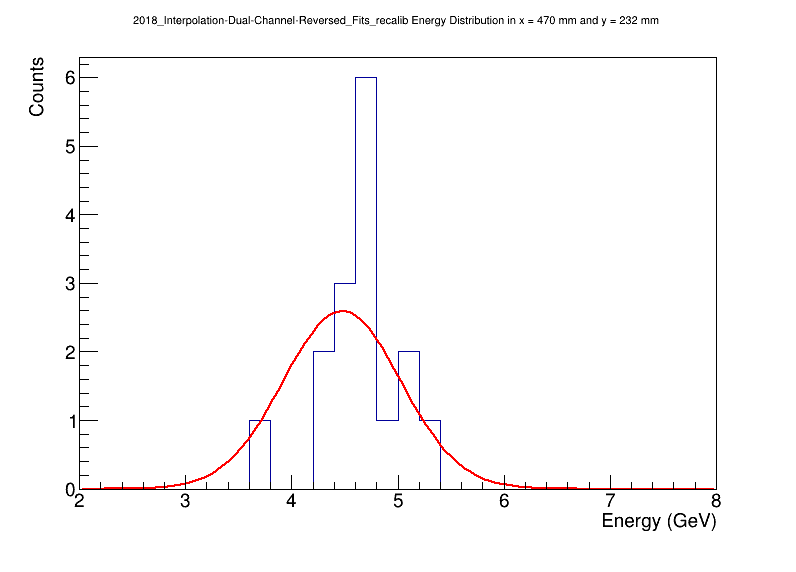 2018_Interpolation-Dual-Channel-Reversed_Fits_recalib Energy Distribution in x = 470 mm and y = 232 mm
Counts
6
5
4
3
2
1
0
2 3 4 5 6 7 8
Energy (GeV)